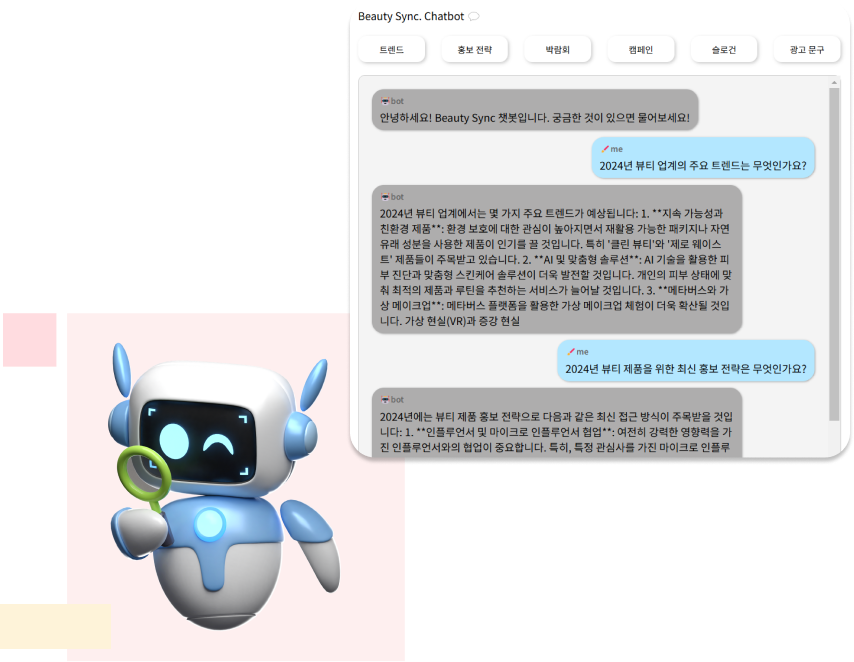 Beauty Sync. Chatbot
트렌드 홍보 전략 박람회 캠페인 슬로건 광고 문구
bot
안녕하세요! Beauty Sync 챗봇입니다. 궁금한 것이 있으면 물어보세요!
me
2024년 뷰티 업계의 주요 트렌드는 무엇인가요?
bot
2024년 뷰티 업계에서는 몇 가지 주요 트렌드가 예상됩니다: 1. **지속 가능성과
친환경 제품**: 환경 보호에 대한 관심이 높아지면서 재활용 가능한 패키지나 자연
유래 성분을 사용한 제품이 인기를 끌 것입니다. 특히 '클린 뷰티'와 '제로 웨이스
트' 제품들이 주목받고 있습니다. 2. **AI 및 맞춤형 솔루션**: AI 기술을 활용한 피
부 진단과 맞춤형 스킨케어 솔루션이 더욱 발전할 것입니다. 개인의 피부 상태에 맞
춰 최적의 제품과 루틴을 추천하는 서비스가 늘어날 것입니다. 3. **메타버스와 가
상 메이크업**: 메타버스 플랫폼을 활용한 가상 메이크업 체험이 더욱 확산될 것입
니다. 가상 현실(VR)과 증강 현실
me
2024년 뷰티 제품을 위한 최신 홍보 전략은 무엇인가요?
bot
2024년에는 뷰티 제품 홍보 전략으로 다음과 같은 최신 접근 방식이 주목받을 것입
니다: 1. **인플루언서 및 마이크로 인플루언서 협업**: 여전히 강력한 영향력을 가
진 인플루언서와의 협업이 중요합니다. 특히, 특정 관심사를 가진 마이크로 인플루